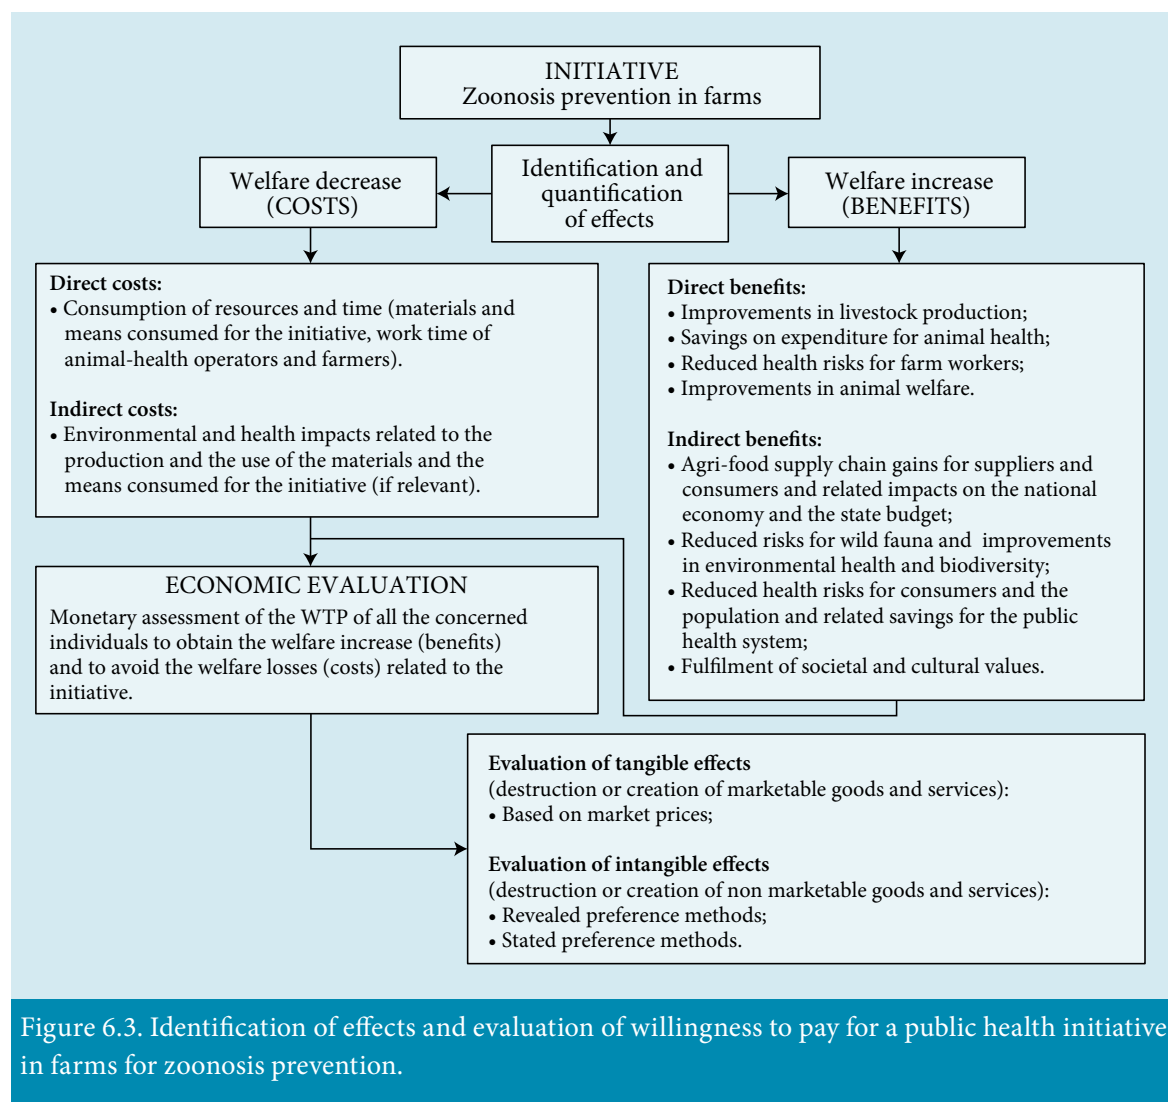 INITIATIVE
Zoonosis prevention in farms
Identification and
quantification
of effects
Welfare decrease
(COSTS)
Welfare increase
(BENEFITS)
Direct costs:
• Consumption of resources and time (materials and
means consumed for the initiative, work time of
animal-health operators and farmers).
Indirect costs:
• Environmental and health impacts related to the
production and the use of the materials and the
means consumed for the initiative (if relevant).
Direct benefits:
• Improvements in livestock production;
• Savings on expenditure for animal health;
• Reduced health risks for farm workers;
• Improvements in animal welfare.
Indirect benefits:
• Agri-food supply chain gains for suppliers and
consumers and related impacts on the national
economy and the state budget;
• Reduced risks for wild fauna and improvements
in environmental health and biodiversity;
• Reduced health risks for consumers and the
population and related savings for the public
health system;
• Fulfilment of societal and cultural values.
ECONOMIC EVALUATION
Monetary assessment of the WTP of all the concerned
individuals to obtain the welfare increase (benefits)
and to avoid the welfare losses (costs) related to the
initiative.
Evaluation of tangible effects
(destruction or creation of marketable goods and services):
• Based on market prices;
Evaluation of intangible effects
(destruction or creation of non marketable goods and services):
• Revealed preference methods;
• Stated preference methods.
Figure 6.3. Identification of effects and evaluation of willingness to pay for a public health initiative
in farms for zoonosis prevention.